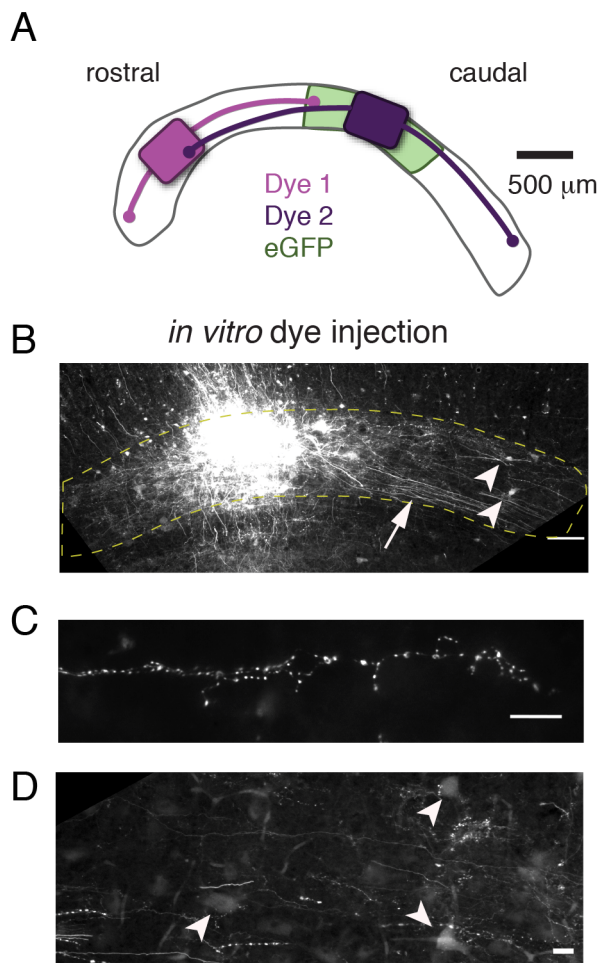 A
rostral
caudal
Dye 1
Dye 2
eGFP
500 μm
in vitro dye injection
B
C
D